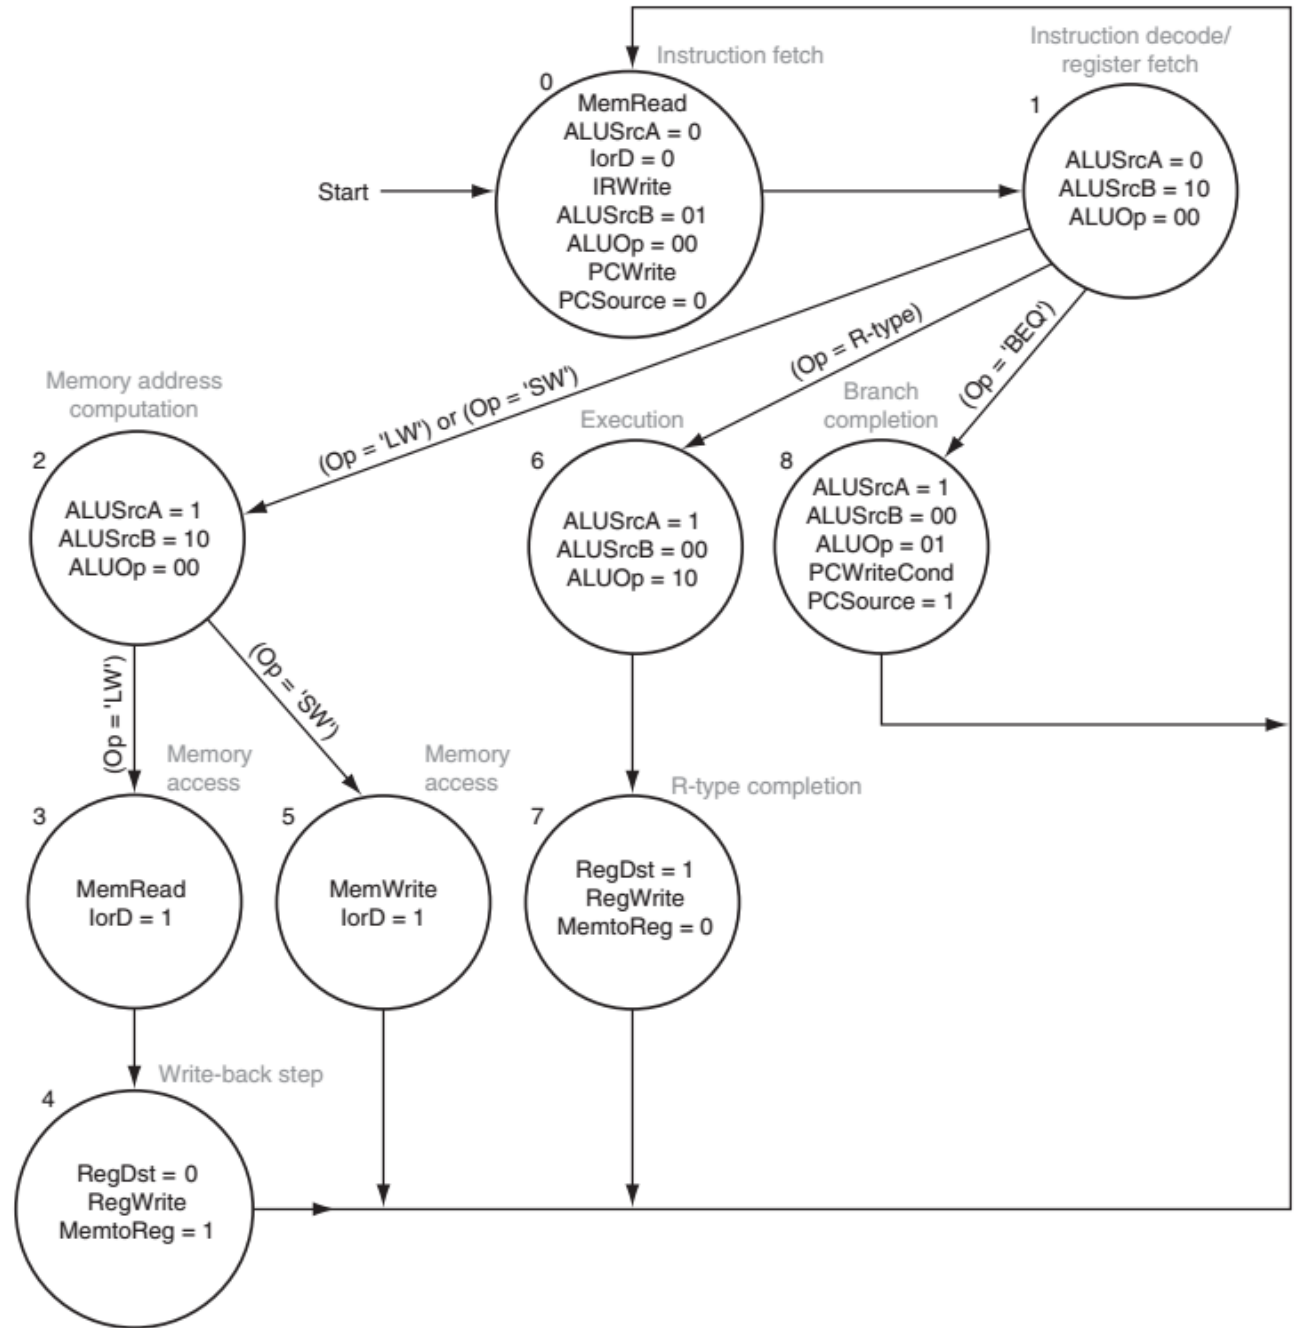 Instruction fetch
Instruction decode/
register fetch
0
MemRead
ALUSrcA = 0
IorD = 0
IRWrite
ALUSrcB = 01
ALUOp = 00
PCWrite
PCSource = 0
1
ALUSrcA = 0
ALUSrcB = 10
ALUOp = 00
Start
(Op = 'LW') or (Op = 'SW')
(Op = R-type)
(Op = 'BEQ')
Memory address
computation
2
ALUSrcA = 1
ALUSrcB = 10
ALUOp = 00
Execution
6
ALUSrcA = 1
ALUSrcB = 00
ALUOp = 10
Branch
completion
8
ALUSrcA = 1
ALUSrcB = 00
ALUOp = 01
PCWriteCond
PCSource = 1
(Op = 'LW')
(Op = 'SW')
Memory
access
3
MemRead
IorD = 1
Memory
access
5
MemWrite
IorD = 1
R-type completion
7
RegDst = 1
RegWrite
MemtoReg = 0
Write-back step
4
RegDst = 0
RegWrite
MemtoReg = 1